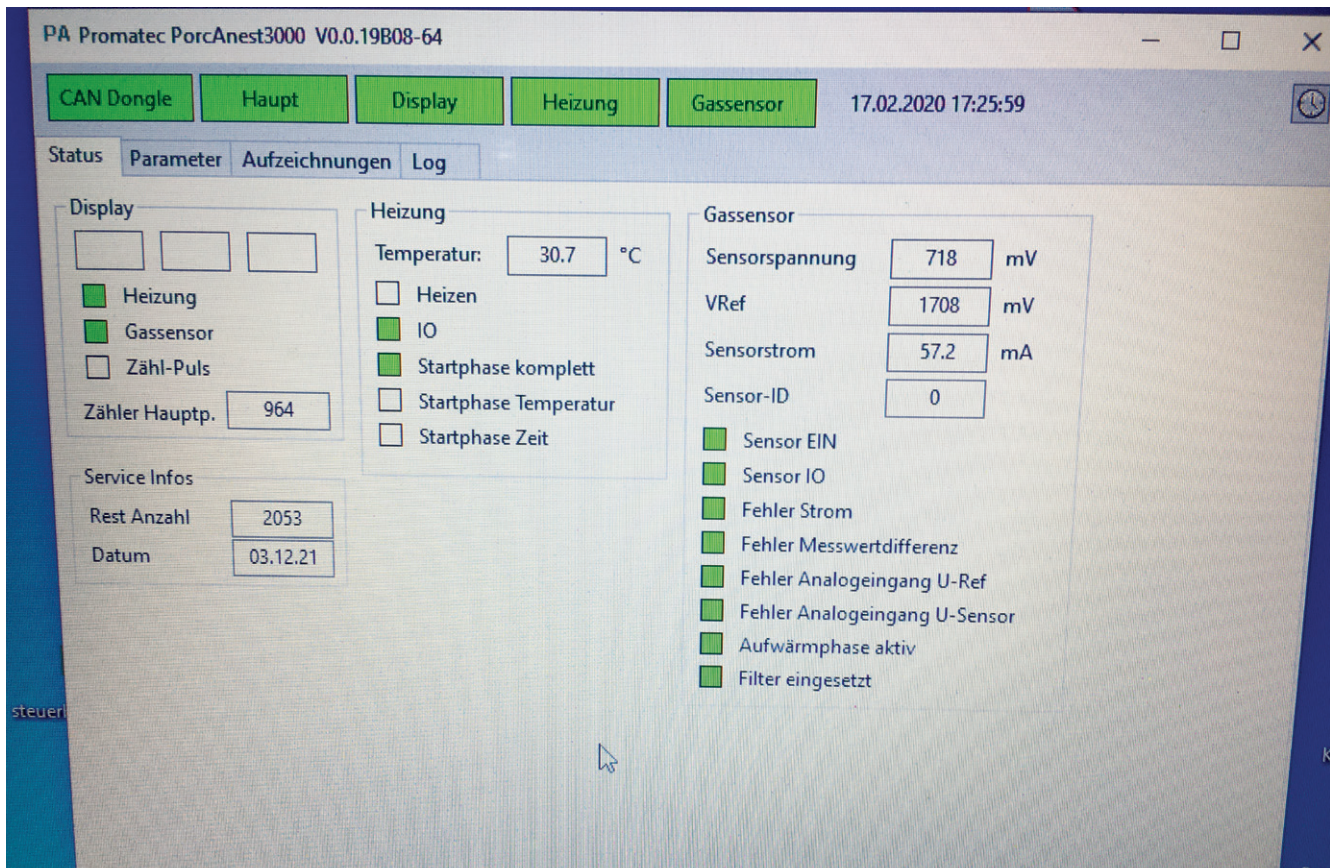 PA Promatec PorcAnest3000 V0.0.19B08-64
CAN Dongle Haupt Display Heizung Gassensor 17.02.2020 17:25:59
Status Parameter Aufzeichnungen Log
Display
Heizung
Gassensor
Zähl-Puls
Zähler Hauptp. 964
Service Infos
Rest Anzahl 2053
Datum 03.12.21
Heizung
Temperatur: 30.7 °C
Heizen
IO
Startphase komplett
Startphase Temperatur
Startphase Zeit
Gassensor
Sensorspannung 718 mV
VRef 1708 mV
Sensorstrom 57.2 mA
Sensor-ID 0
Sensor EIN
Sensor IO
Fehler Strom
Fehler Messwertdifferenz
Fehler Analogeingang U-Ref
Fehler Analogeingang U-Sensor
Aufwärmphase aktiv
Filter eingesetzt